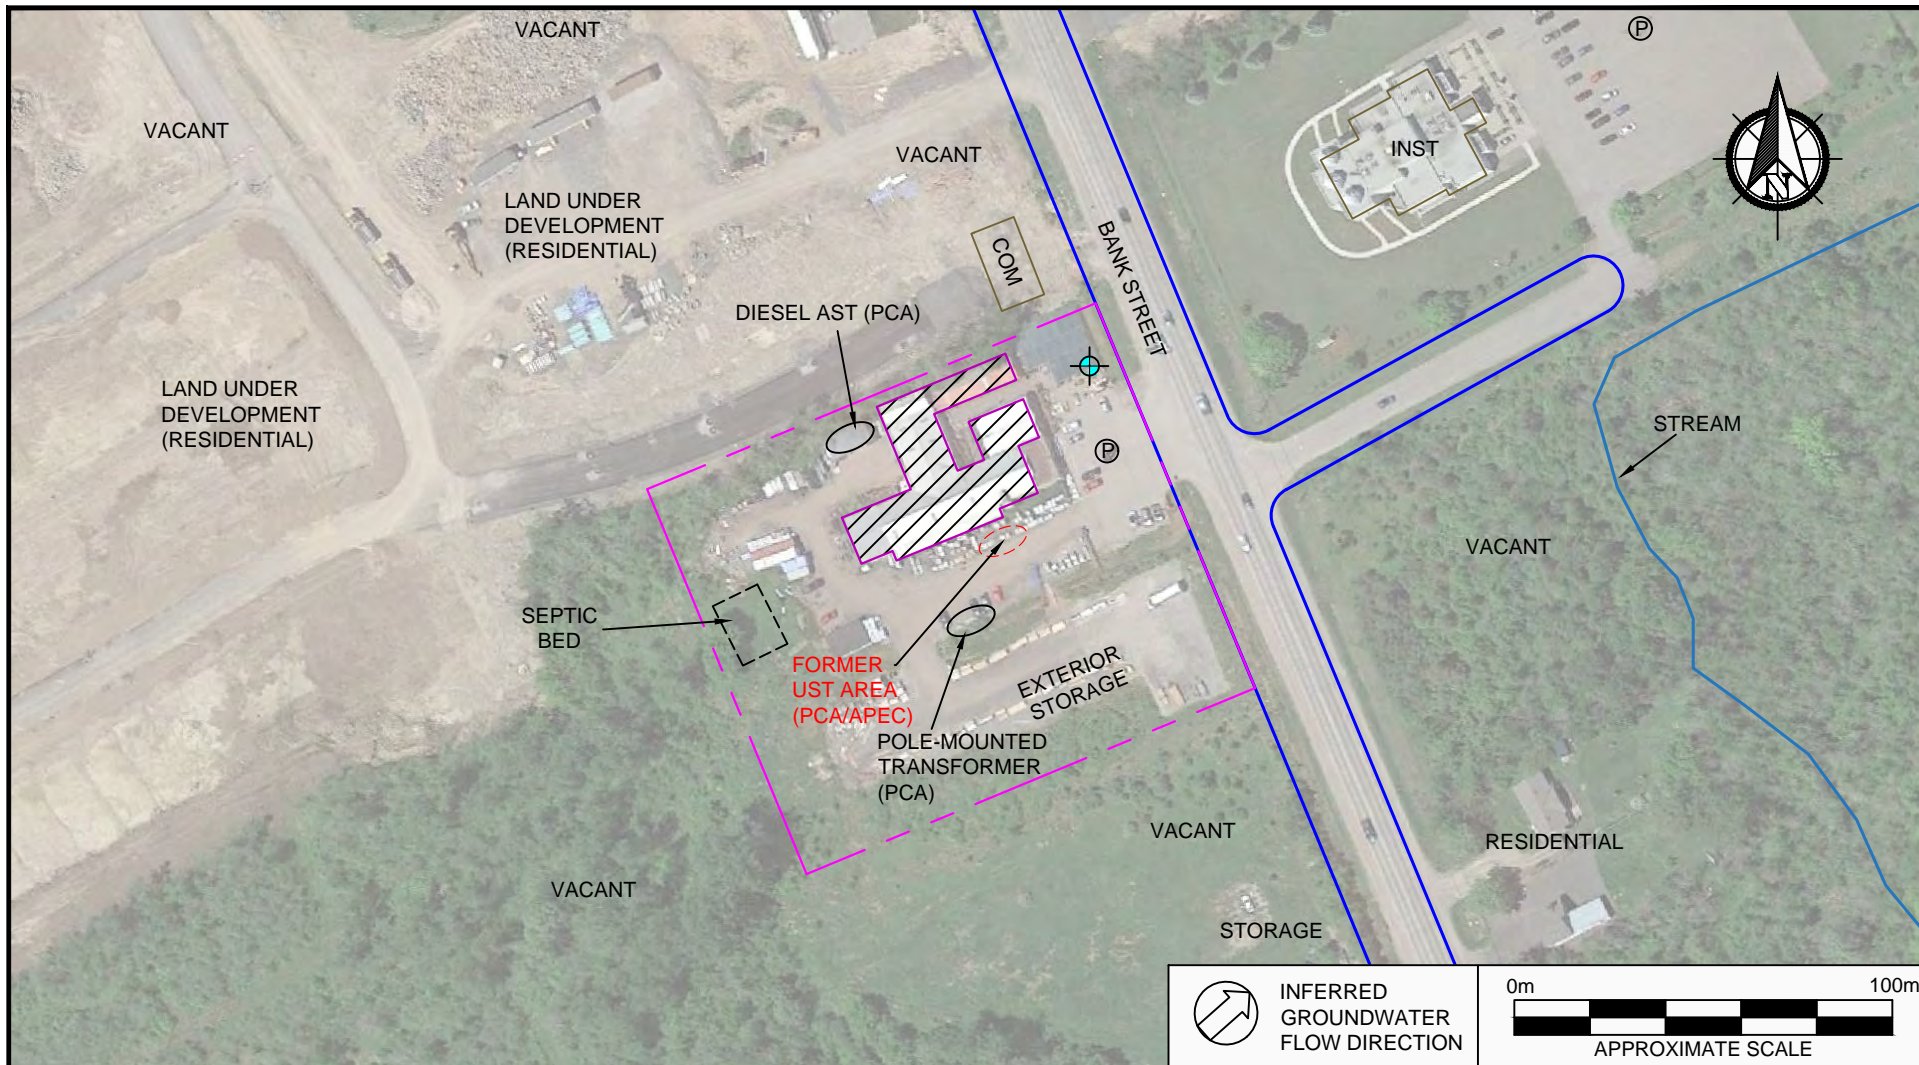 VACANT
P
VACANT
VACANT
INST
N
LAND UNDER
DEVELOPMENT
(RESIDENTIAL)
COM
BANK STREET
DIESEL AST (PCA)
LAND UNDER
DEVELOPMENT
(RESIDENTIAL)
STREAM
P
VACANT
SEPTIC
BED
FORMER
UST AREA
(PCA/APEC)
EXTERIOR
STORAGE
POLE-MOUNTED
TRANSFORMER
(PCA)
VACANT
RESIDENTIAL
VACANT
STORAGE
INFERRED
GROUNDWATER
FLOW DIRECTION
0m
100m
APPROXIMATE SCALE